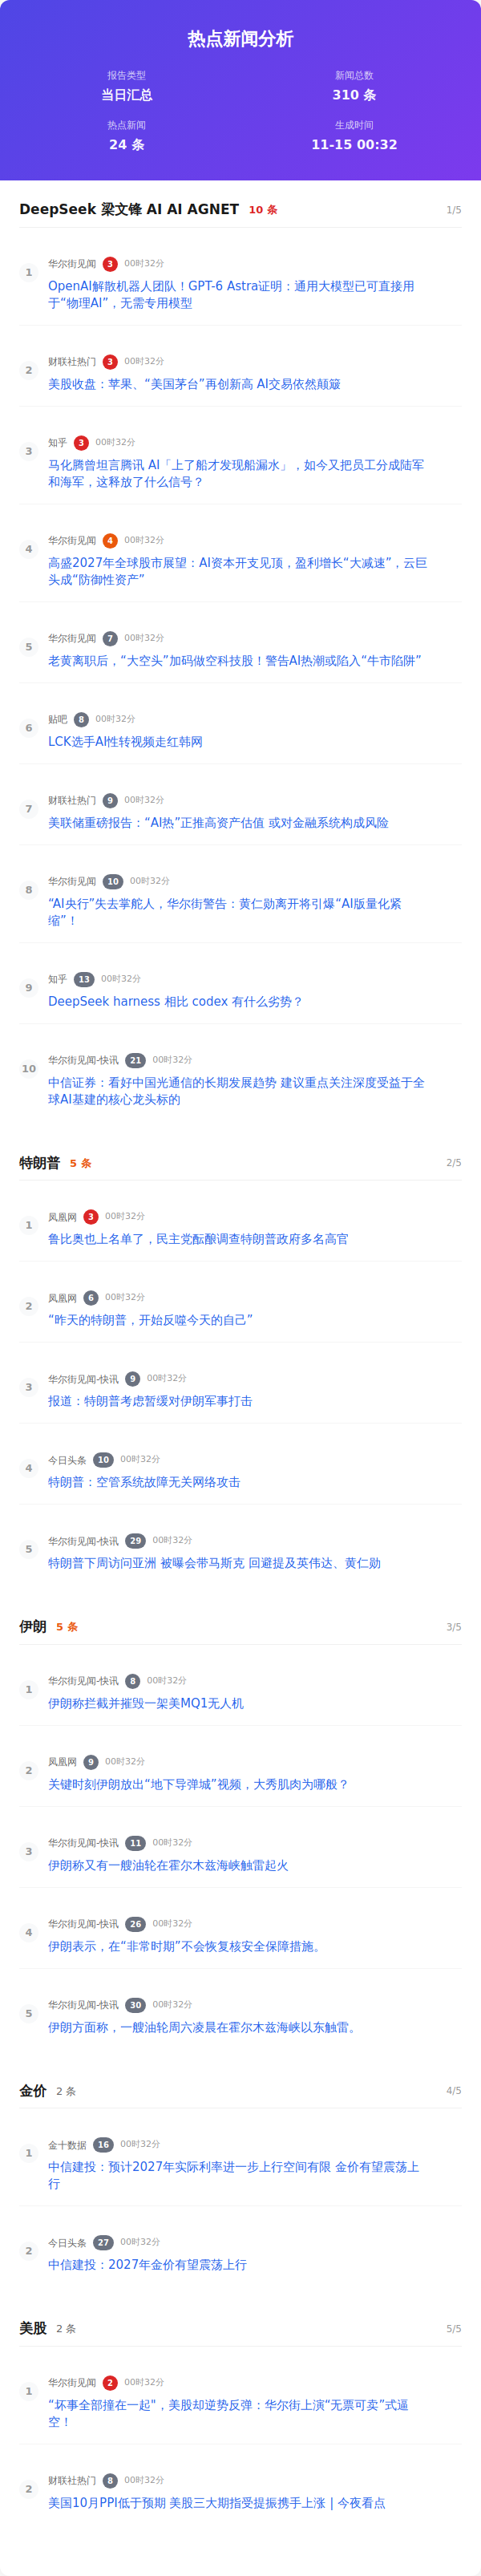 热点新闻分析
报告类型
当日汇总
新闻总数
310 条
热点新闻
24 条
生成时间
11-15 00:32
DeepSeek 梁文锋 AI AI AGNET 10 条 1/5
1
华尔街见闻 3 00时32分
OpenAI解散机器人团队！GPT-6 Astra证明：通用大模型已可直接用
于“物理AI”，无需专用模型
2
财联社热门 3 00时32分
美股收盘：苹果、“美国茅台”再创新高 AI交易依然颠簸
3
知乎 3 00时32分
马化腾曾坦言腾讯 AI「上了船才发现船漏水」，如今又把员工分成陆军
和海军，这释放了什么信号？
4
华尔街见闻 4 00时32分
高盛2027年全球股市展望：AI资本开支见顶，盈利增长“大减速”，云巨
头成“防御性资产”
5
华尔街见闻 7 00时32分
老黄离职后，“大空头”加码做空科技股！警告AI热潮或陷入“牛市陷阱”
6
贴吧 8 00时32分
LCK选手AI性转视频走红韩网
7
财联社热门 9 00时32分
美联储重磅报告：“AI热”正推高资产估值 或对金融系统构成风险
8
华尔街见闻 10 00时32分
“AI央行”失去掌舵人，华尔街警告：黄仁勋离开将引爆“AI版量化紧
缩”！
9
知乎 13 00时32分
DeepSeek harness 相比 codex 有什么劣势？
10
华尔街见闻-快讯 21 00时32分
中信证券：看好中国光通信的长期发展趋势 建议重点关注深度受益于全
球AI基建的核心龙头标的
特朗普 5 条 2/5
1
凤凰网 3 00时32分
鲁比奥也上名单了，民主党酝酿调查特朗普政府多名高官
2
凤凰网 6 00时32分
“昨天的特朗普，开始反噬今天的自己”
3
华尔街见闻-快讯 9 00时32分
报道：特朗普考虑暂缓对伊朗军事打击
4
今日头条 10 00时32分
特朗普：空管系统故障无关网络攻击
5
华尔街见闻-快讯 29 00时32分
特朗普下周访问亚洲 被曝会带马斯克 回避提及英伟达、黄仁勋
伊朗 5 条 3/5
1
华尔街见闻-快讯 8 00时32分
伊朗称拦截并摧毁一架美MQ1无人机
2
凤凰网 9 00时32分
关键时刻伊朗放出“地下导弹城”视频，大秀肌肉为哪般？
3
华尔街见闻-快讯 11 00时32分
伊朗称又有一艘油轮在霍尔木兹海峡触雷起火
4
华尔街见闻-快讯 26 00时32分
伊朗表示，在“非常时期”不会恢复核安全保障措施。
5
华尔街见闻-快讯 30 00时32分
伊朗方面称，一艘油轮周六凌晨在霍尔木兹海峡以东触雷。
金价 2 条 4/5
1
金十数据 16 00时32分
中信建投：预计2027年实际利率进一步上行空间有限 金价有望震荡上
行
2
今日头条 27 00时32分
中信建投：2027年金价有望震荡上行
美股 2 条 5/5
1
华尔街见闻 2 00时32分
“坏事全部撞在一起"，美股却逆势反弹：华尔街上演“无票可卖”式逼
空！
2
财联社热门 8 00时32分
美国10月PPI低于预期 美股三大期指受提振携手上涨 | 今夜看点